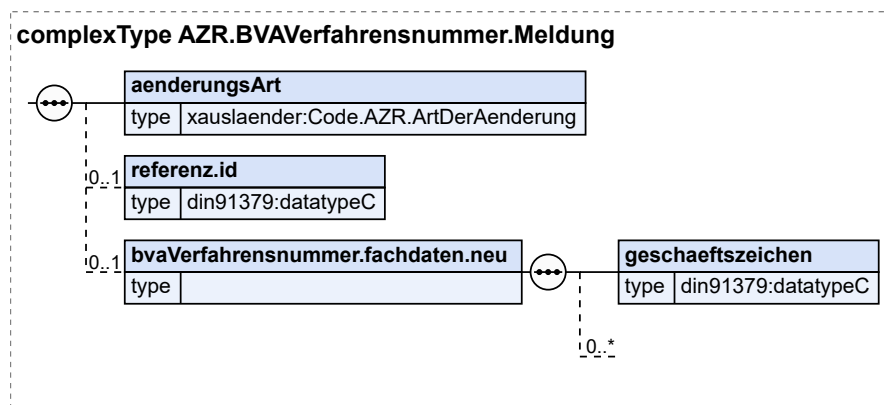 complexType AZR.BVAVerfahrensnummer.Meldung
aenderungsArt
type xauslaender:Code.AZR.ArtDerAenderung
0..1 referenz.id
type din91379:datatypeC
0..1 bvaVerfahrensnummer.fachdaten.neu
type
geschaeftszeichen
type din91379:datatypeC
0..*